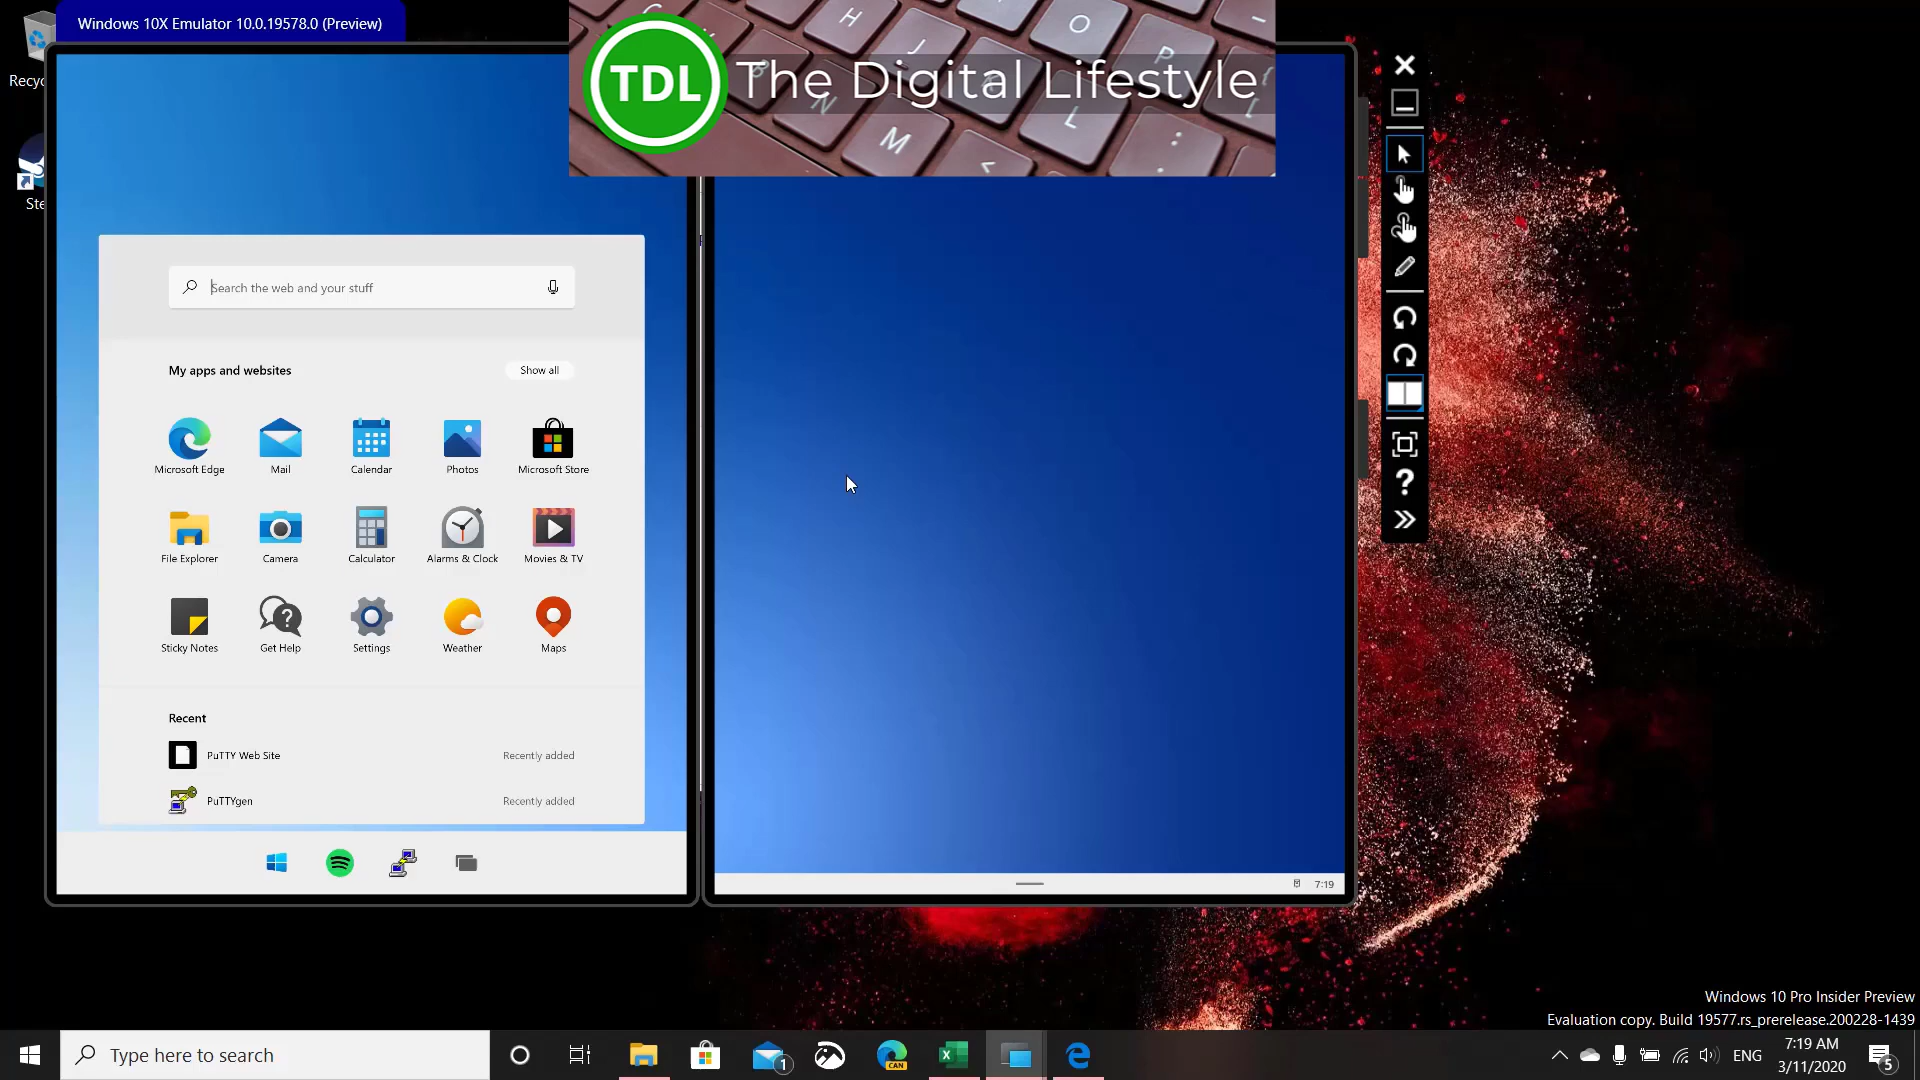 Windows 10X Emulator 10.0.19578.0 (Preview)
TDL The Digital Lifestyle
Recyc
Ste
Search the web and your stuff
My apps and websites
Show all
Microsoft Edge
Mail
Calendar
Photos
Microsoft Store
File Explorer
Camera
Calculator
Alarms & Clock
Movies & TV
Sticky Notes
Get Help
Settings
Weather
Maps
Recent
PuTTY Web Site
Recently added
PuTTYgen
Recently added
7:19
Windows 10 Pro Insider Preview
Evaluation copy. Build 19577.rs_prerelease.200228-1439
Type here to search
1
CAN
ENG
7:19 AM
3/11/2020
5